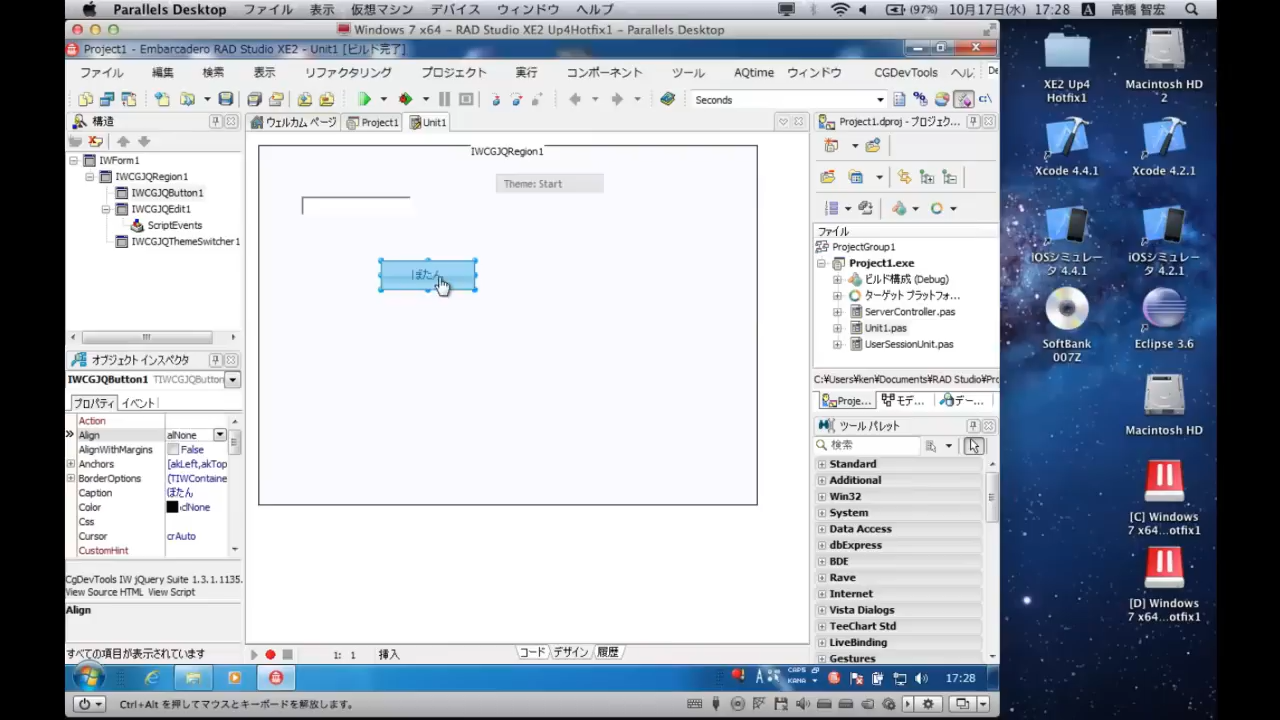 Parallels Desktop ファイル 表示 仮想マシン デバイス ウィンドウ ヘルプ (97%) 10月17日(水) 17:28 A 高橋 智宏
Windows 7 x64 – RAD Studio XE2 Up4Hotfix1 – Parallels Desktop
Project1 - Embarcadero RAD Studio XE2 - Unit1 [ビルド完了]
ファイル 編集 検索 表示 リファクタリング プロジェクト 実行 コンポーネント ツール AQtime ウィンドウ CGDevTools ヘル De
Seconds
構造
ウェルカム ページ Project1 Unit1
IWForm1
IWCGJQRegion1
IWCGJQButton1
IWCGJQEdit1
ScriptEvents
IWCGJQThemeSwitcher1
オブジェクト インスペクタ
IWCGJQButton1 TIWCGJQButton
プロパティ イベント
Action
Align alNone
AlignWithMargins False
Anchors [akLeft,akTop
BorderOptions (TIWContaine
Caption ぼたん
Color clNone
Css
Cursor crAuto
CustomHint
CgDevTools IW jQuery Suite 1.3.1.1135.
View Source HTML View Script
Align
すべての項目が表示されています
IWCGJQRegion1
Theme: Start
ぼたん
1: 1 挿入 コード デザイン 履歴
Project1.dproj - プロジェク...
ファイル
ProjectGroup1
Project1.exe
ビルド構成 (Debug)
ターゲット プラットフォ...
ServerController.pas
Unit1.pas
UserSessionUnit.pas
C:¥Users¥ken¥Documents¥RAD Studio¥Pro
Proje... モデ... データ...
ツール パレット
検索
Standard
Additional
Win32
System
Data Access
dbExpress
BDE
Rave
Internet
Vista Dialogs
TeeChart Std
LiveBinding
Gestures
A CAPS KANA 17:28
Ctrl+Alt を押してマウスとキーボードを解放します。
XE2 Up4 Hotfix1
Macintosh HD 2
Xcode 4.4.1
Xcode 4.2.1
iOSシミュレータ 4.4.1
iOSシミュレータ 4.2.1
SoftBank 007Z
Eclipse 3.6
Macintosh HD
[C] Windows 7 x64...otfix1
[D] Windows 7 x64...otfix1